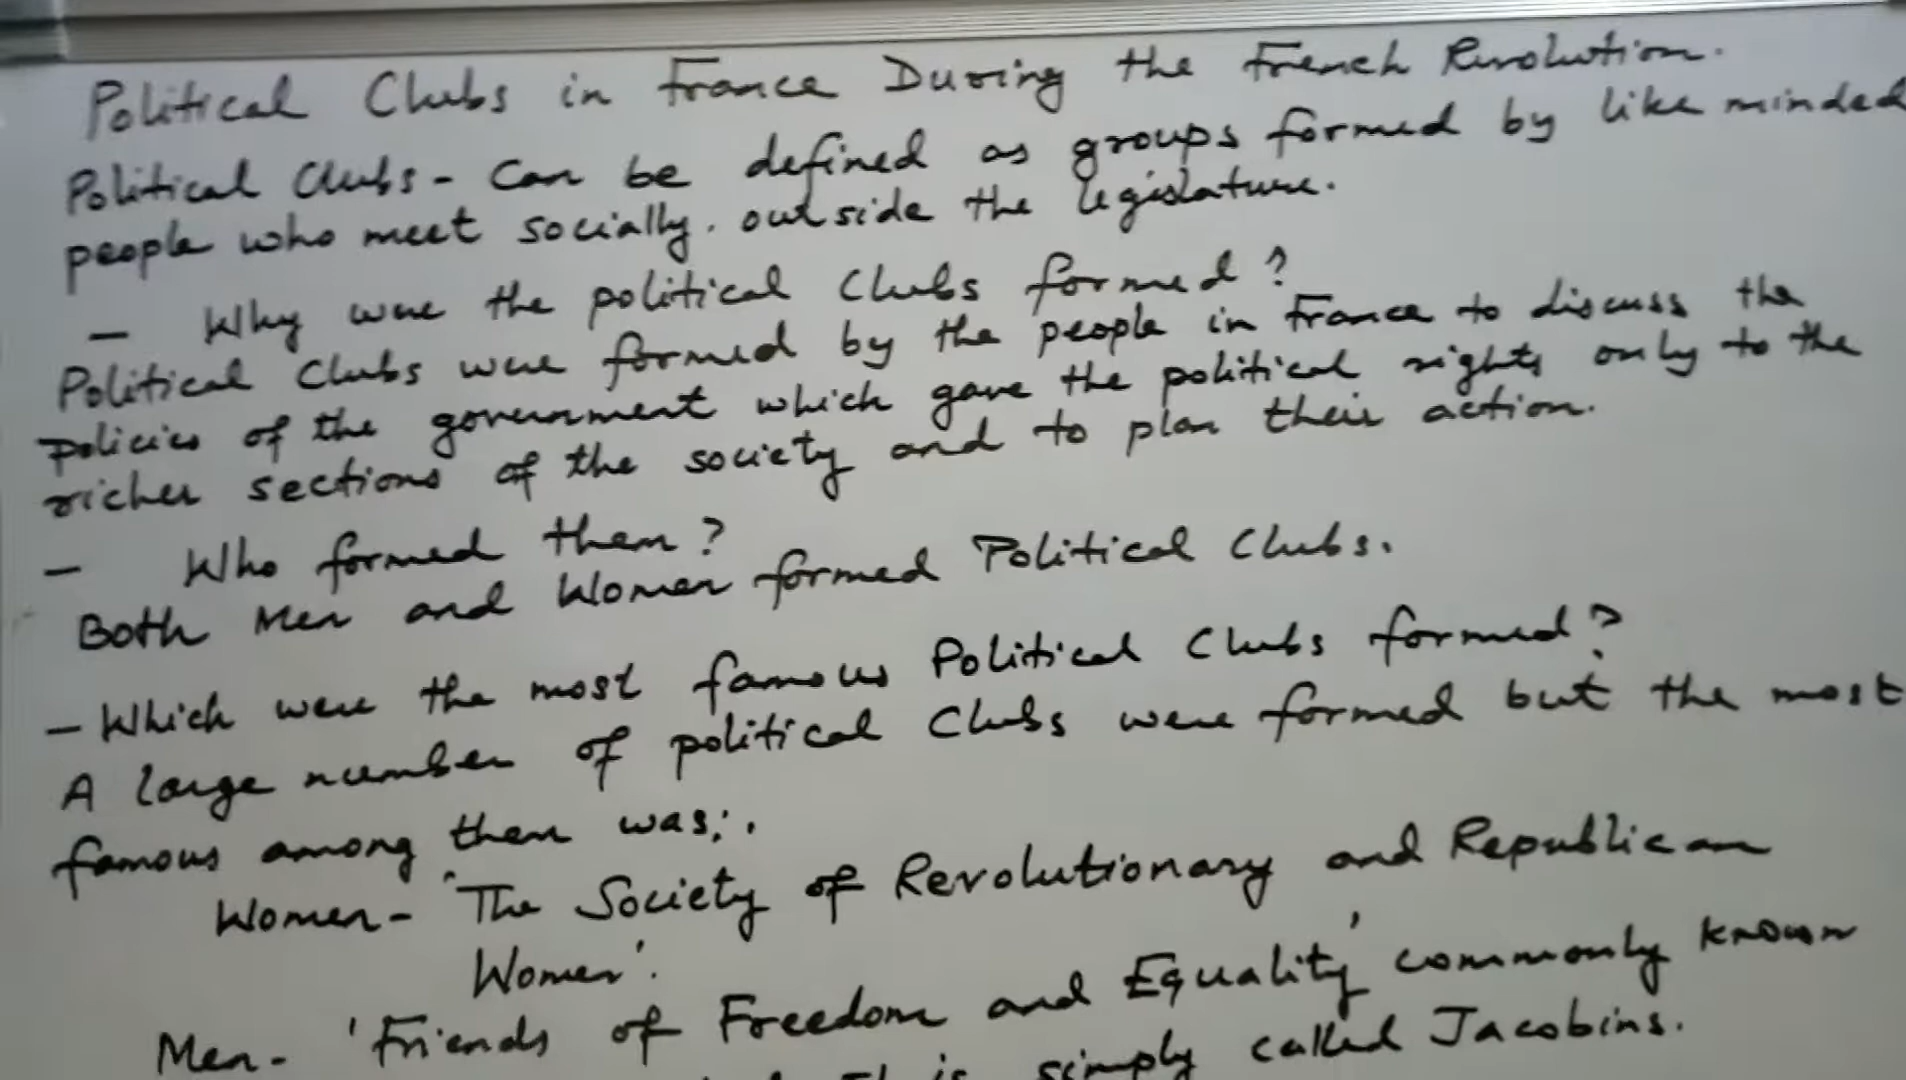 Political Clubs in France During the French Revolution.
Political Clubs - Can be defined as groups formed by like minded
people who meet socially. outside the legislature.
- Why were the political Clubs formed?
Political Clubs were formed by the people in France to discuss the
policies of the government which gave the political rights only to the
richer sections of the society and to plan their action.
- Who formed them?
Both Men and Women formed Political Clubs.
- Which were the most famous Political Clubs formed?
A large number of political Clubs were formed but the most
famous among them was;.
Women - 'The Society of Revolutionary and Republican
Women'.
Men - 'Friends of Freedom and Equality' commonly known
is simply called Jacobins.